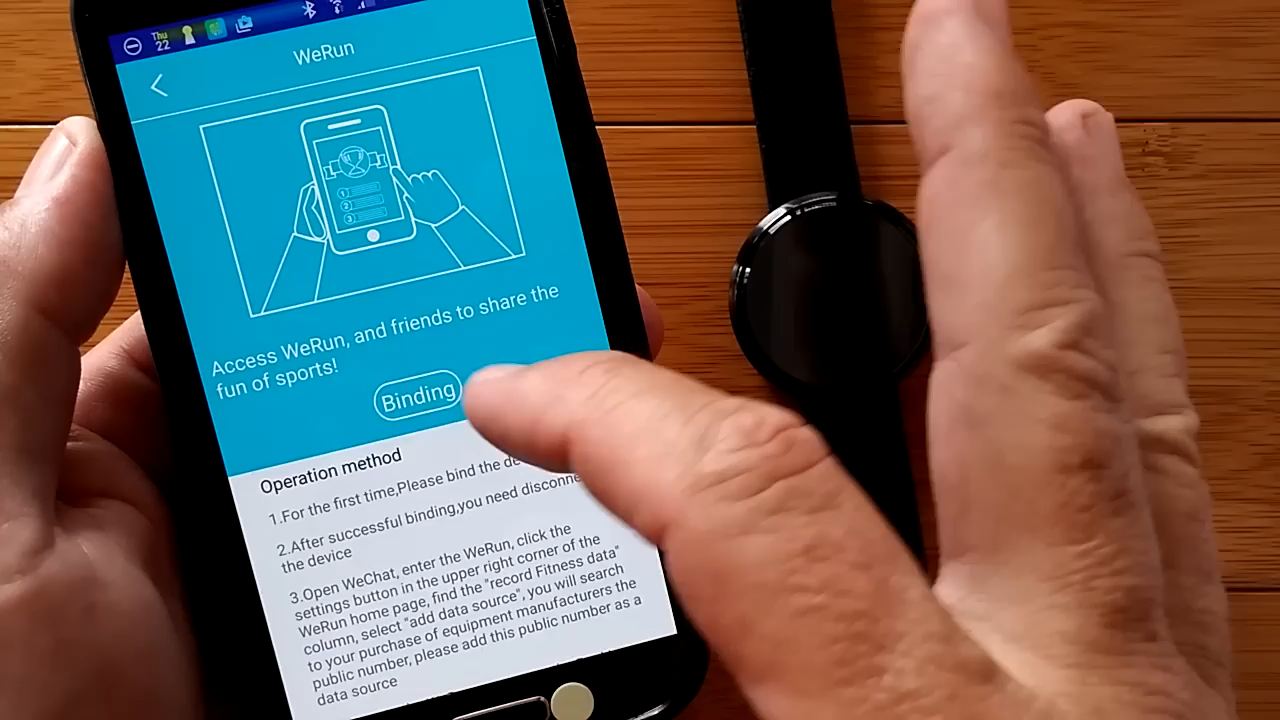 Thu
22
WeRun
1
2
3
Access WeRun, and friends to share the
fun of sports!
Binding
Operation method
1.For the first time,Please bind the
2.After successful binding,you need
the device
3.Open WeChat, enter the WeRun, click the
settings button in the upper right corner of the
WeRun home page, find the "record Fitness data"
column, select "add data source", you will search
to your purchase of equipment manufacturers the
public number, please add this public number as a
data source